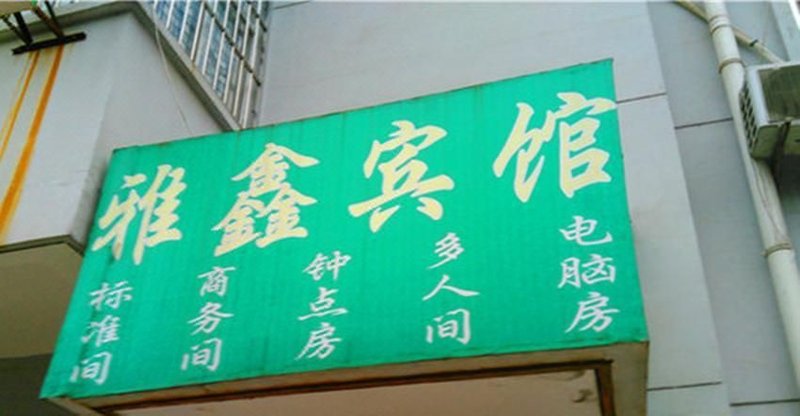 雅鑫宾馆
标准间
商务间
钟点房
多人间
电脑房